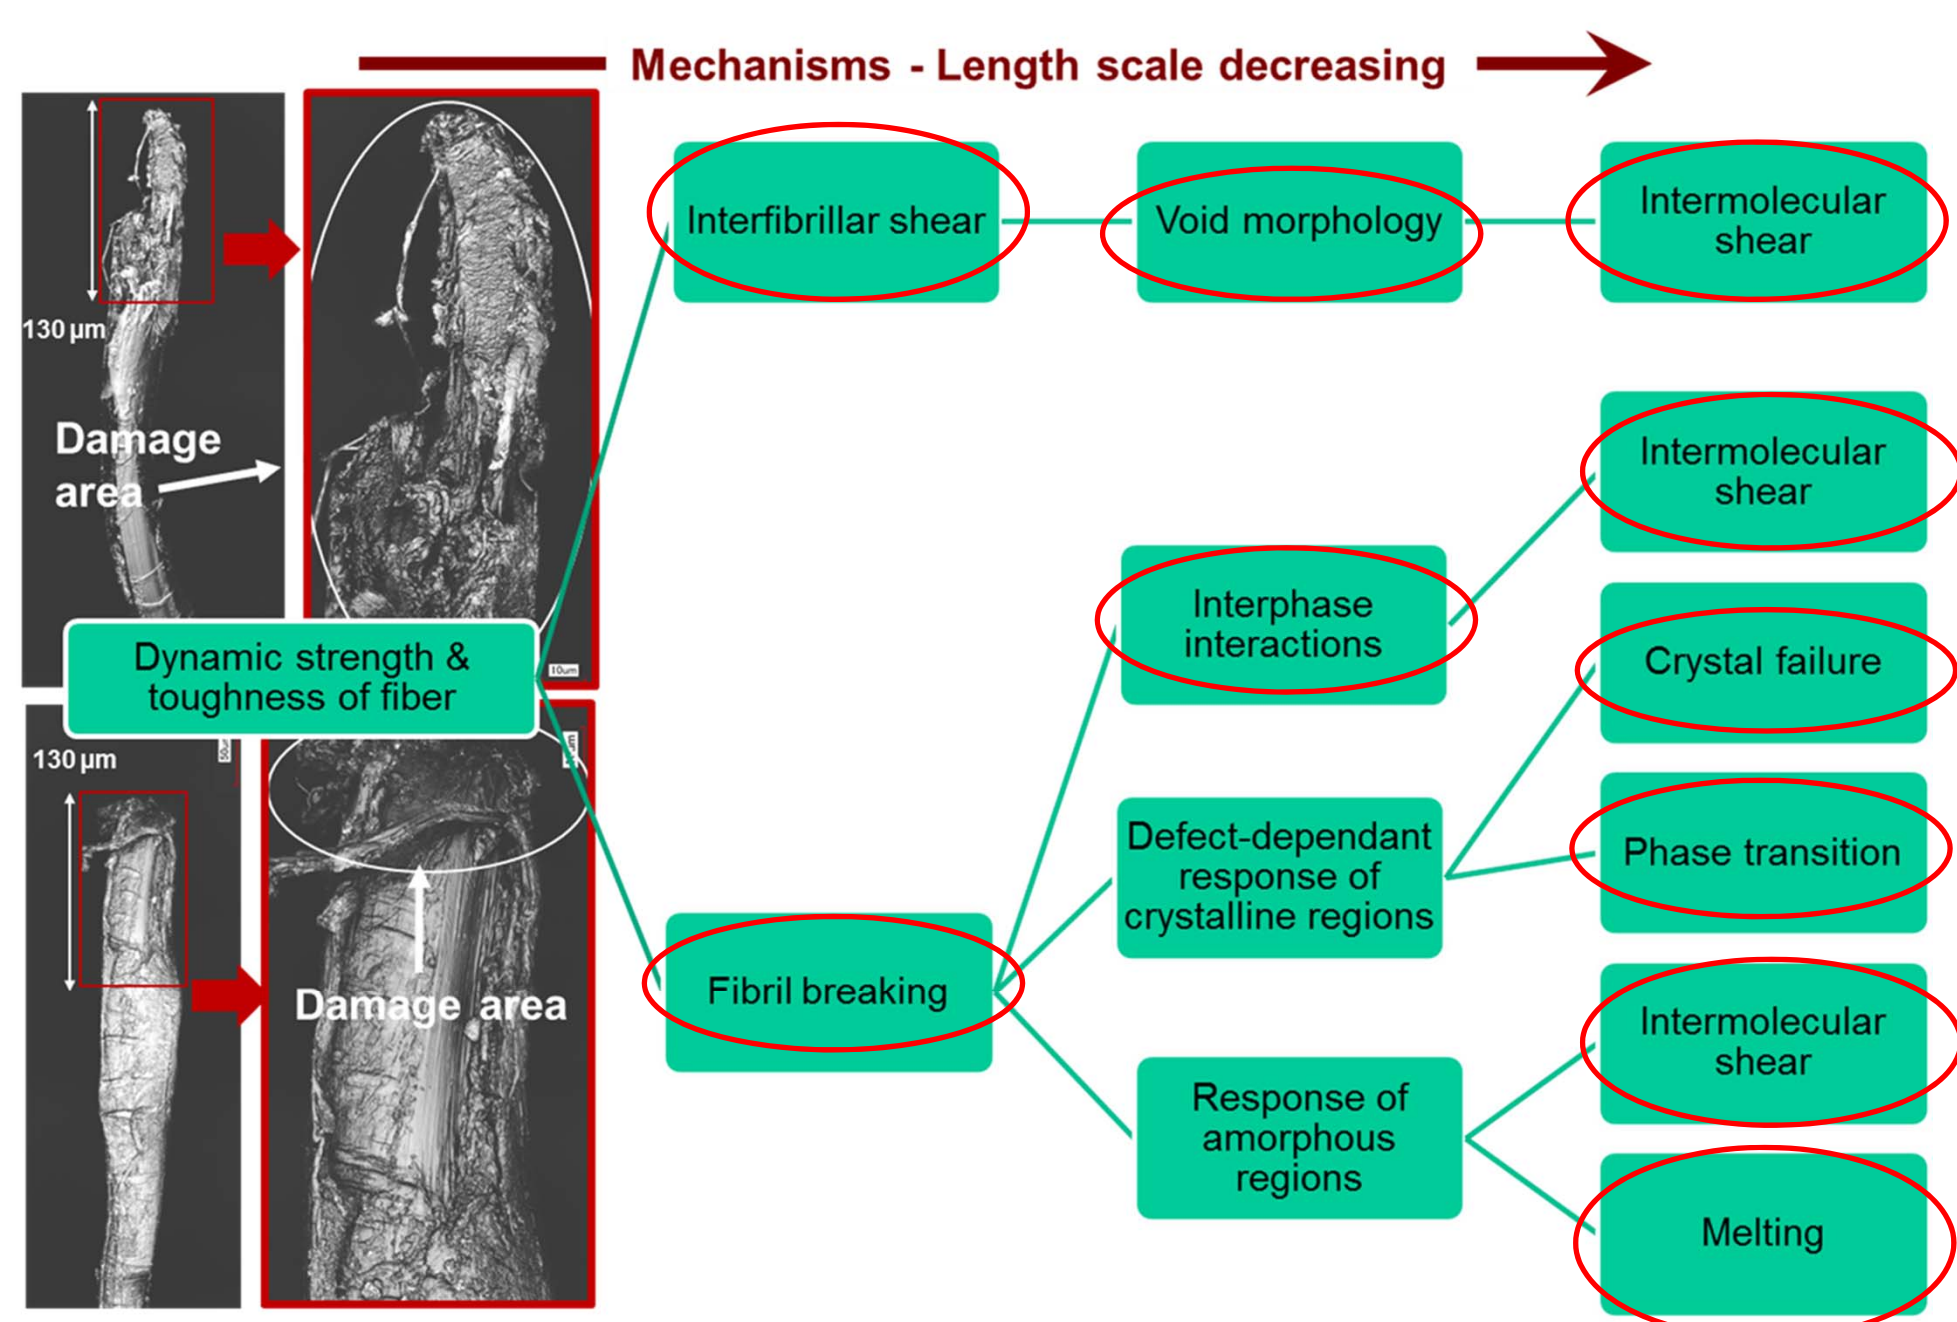 Mechanisms - Length scale decreasing
130 µm
Damage
area
10um
Dynamic strength &
toughness of fiber
130 µm
Damage area
Interfibrillar shear
Void morphology
Intermolecular
shear
Intermolecular
shear
Interphase
interactions
Crystal failure
Defect-dependant
response of
crystalline regions
Phase transition
Fibril breaking
Intermolecular
shear
Response of
amorphous
regions
Melting